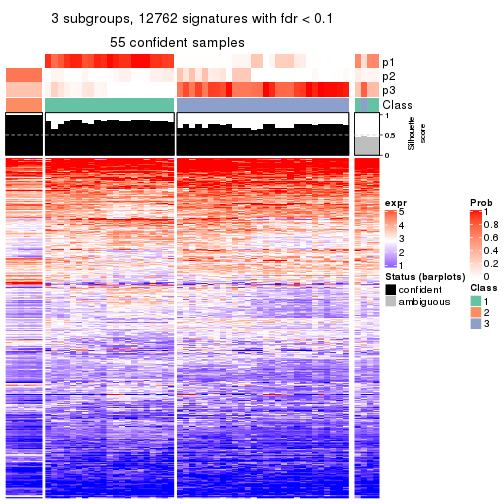 3 subgroups, 12762 signatures with fdr < 0.1
55 confident samples
p1
p2
p3
Class
1
0.5
0
Silhouette
score
expr
5
4
3
2
1
Status (barplots)
confident
ambiguous
Prob
1
0.8
0.6
0.4
0.2
0
Class
1
2
3